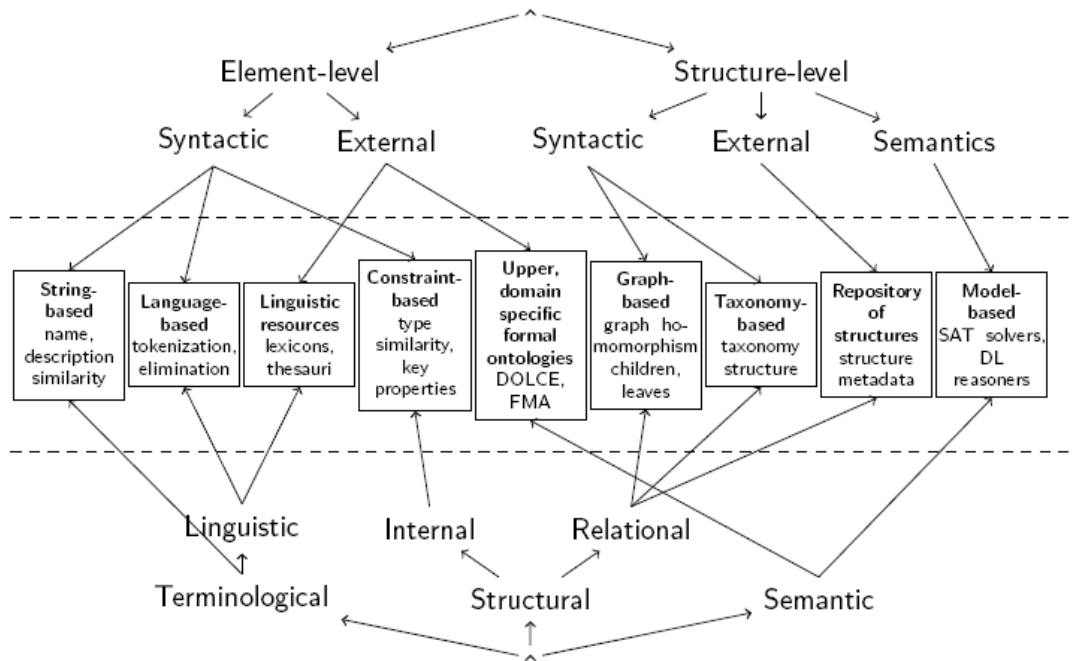 Element-level
Structure-level
Syntactic
External
Syntactic
External
Semantics
String-
based
name,
description
similarity
Language-
based
tokenization,
elimination
Linguistic
resources
lexicons,
thesauri
Constraint-
based
type
similarity,
key
properties
Upper,
domain
specific
formal
ontologies
DOLCE,
FMA
Graph-
based
graph ho-
momorphism
children,
leaves
Taxonomy-
based
taxonomy
structure
Repository
of
structures
structure
metadata
Model-
based
SAT solvers,
DL
reasoners
Linguistic
Internal
Relational
Terminological
Structural
Semantic